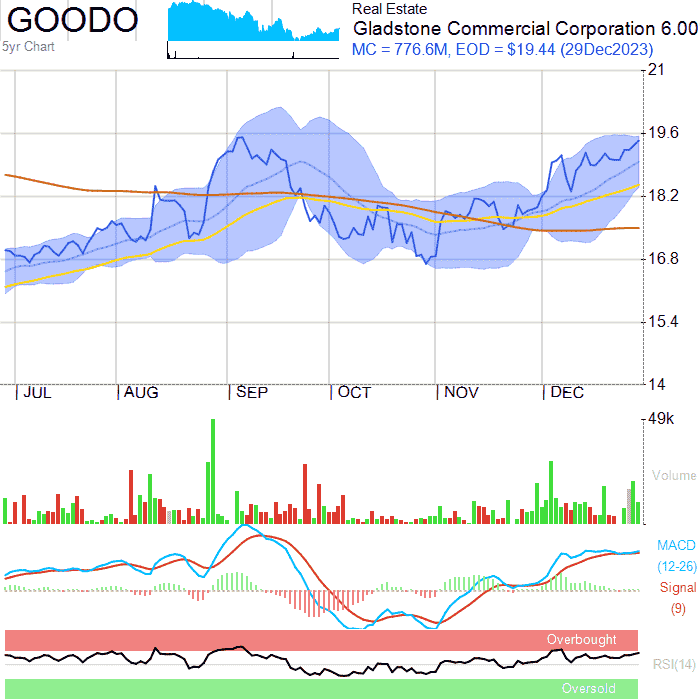 GOODO
5yr Chart
Real Estate
Gladstone Commercial Corporation 6.00
MC = 776.6M, EOD = $19.44 (29Dec2023)
21
19.6
18.2
16.8
15.4
14
JUL AUG SEP OCT NOV DEC
49k
Volume
MACD
(12-26)
Signal
(9)
Overbought
RSI(14)
Oversold